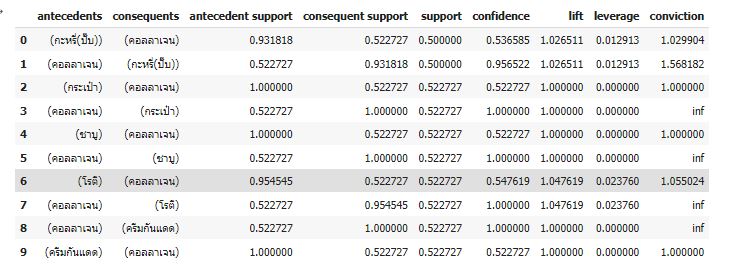 antecedents consequents antecedent support consequent support support confidence lift leverage conviction
0 (กะหรี่(ปั๊บ)) (คอลลาเจน) 0.931818 0.522727 0.500000 0.536585 1.026511 0.012913 1.029904
1 (คอลลาเจน) (กะหรี่(ปั๊บ)) 0.522727 0.931818 0.500000 0.956522 1.026511 0.012913 1.568182
2 (กระเป๋า) (คอลลาเจน) 1.000000 0.522727 0.522727 0.522727 1.000000 0.000000 1.000000
3 (คอลลาเจน) (กระเป๋า) 0.522727 1.000000 0.522727 1.000000 1.000000 0.000000 inf
4 (ชาบู) (คอลลาเจน) 1.000000 0.522727 0.522727 0.522727 1.000000 0.000000 1.000000
5 (คอลลาเจน) (ชาบู) 0.522727 1.000000 0.522727 1.000000 1.000000 0.000000 inf
6 (โรตี) (คอลลาเจน) 0.954545 0.522727 0.522727 0.547619 1.047619 0.023760 1.055024
7 (คอลลาเจน) (โรตี) 0.522727 0.954545 0.522727 1.000000 1.047619 0.023760 inf
8 (คอลลาเจน) (ครีมกันแดด) 0.522727 1.000000 0.522727 1.000000 1.000000 0.000000 inf
9 (ครีมกันแดด) (คอลลาเจน) 1.000000 0.522727 0.522727 0.522727 1.000000 0.000000 1.000000